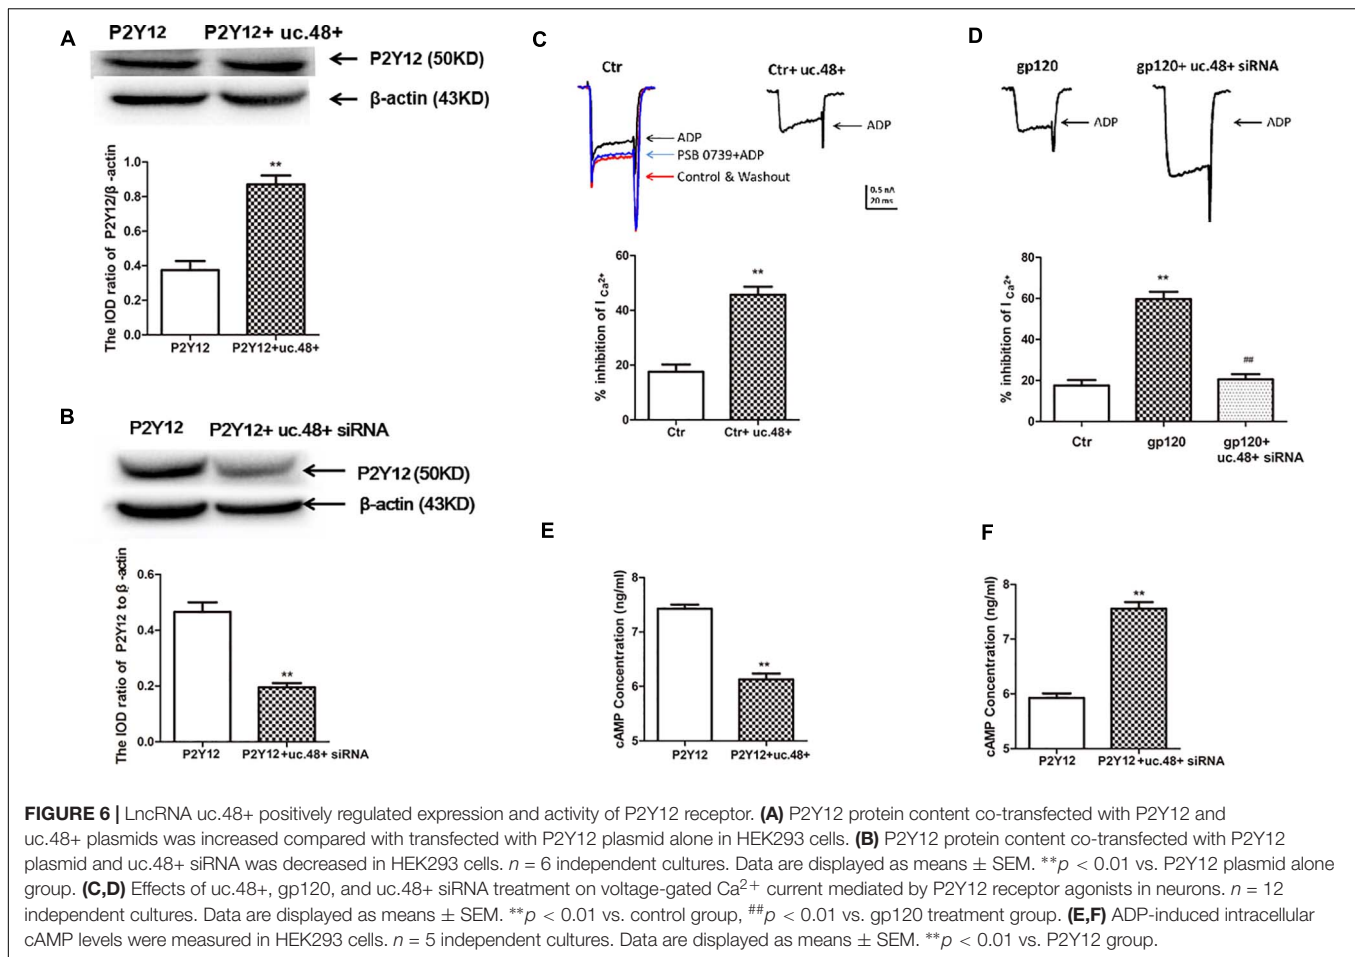 A
P2Y12 P2Y12+ uc.48+
P2Y12 (50KD)
β-actin (43KD)
The IOD ratio of P2Y12/β -actin
1.0
0.8
0.6
0.4
0.2
0.0
**
P2Y12 P2Y12+uc.48+
B
P2Y12 P2Y12+ uc.48+ siRNA
P2Y12 (50KD)
β-actin (43KD)
The IOD ratio of P2Y12 to β -actin
0.6
0.4
0.2
0.0
**
P2Y12 P2Y12+uc.48+ siRNA
C
Ctr
Ctr+ uc.48+
ADP
PSB 0739+ADP
Control & Washout
ADP
0.5 nA
20 ms
% inhibition of I Ca2+
60
40
20
0
**
Ctr Ctr+ uc.48+
D
gp120 gp120+ uc.48+ siRNA
ADP
ADP
% inhibition of I Ca2+
80
60
40
20
0
**
##
Ctr gp120 gp120+
uc.48+ siRNA
E
cAMP Concentration (ng/ml)
8
7
6
5
**
P2Y12 P2Y12+uc.48+
F
cAMP Concentration (ng/ml)
8
7
6
5
**
P2Y12 P2Y12+uc.48+ siRNA
FIGURE 6 | LncRNA uc.48+ positively regulated expression and activity of P2Y12 receptor. (A) P2Y12 protein content co-transfected with P2Y12 and
uc.48+ plasmids was increased compared with transfected with P2Y12 plasmid alone in HEK293 cells. (B) P2Y12 protein content co-transfected with P2Y12
plasmid and uc.48+ siRNA was decreased in HEK293 cells. n = 6 independent cultures. Data are displayed as means ± SEM. **p < 0.01 vs. P2Y12 plasmid alone
group. (C,D) Effects of uc.48+, gp120, and uc.48+ siRNA treatment on voltage-gated Ca2+ current mediated by P2Y12 receptor agonists in neurons. n = 12
independent cultures. Data are displayed as means ± SEM. **p < 0.01 vs. control group, ##p < 0.01 vs. gp120 treatment group. (E,F) ADP-induced intracellular
cAMP levels were measured in HEK293 cells. n = 5 independent cultures. Data are displayed as means ± SEM. **p < 0.01 vs. P2Y12 group.